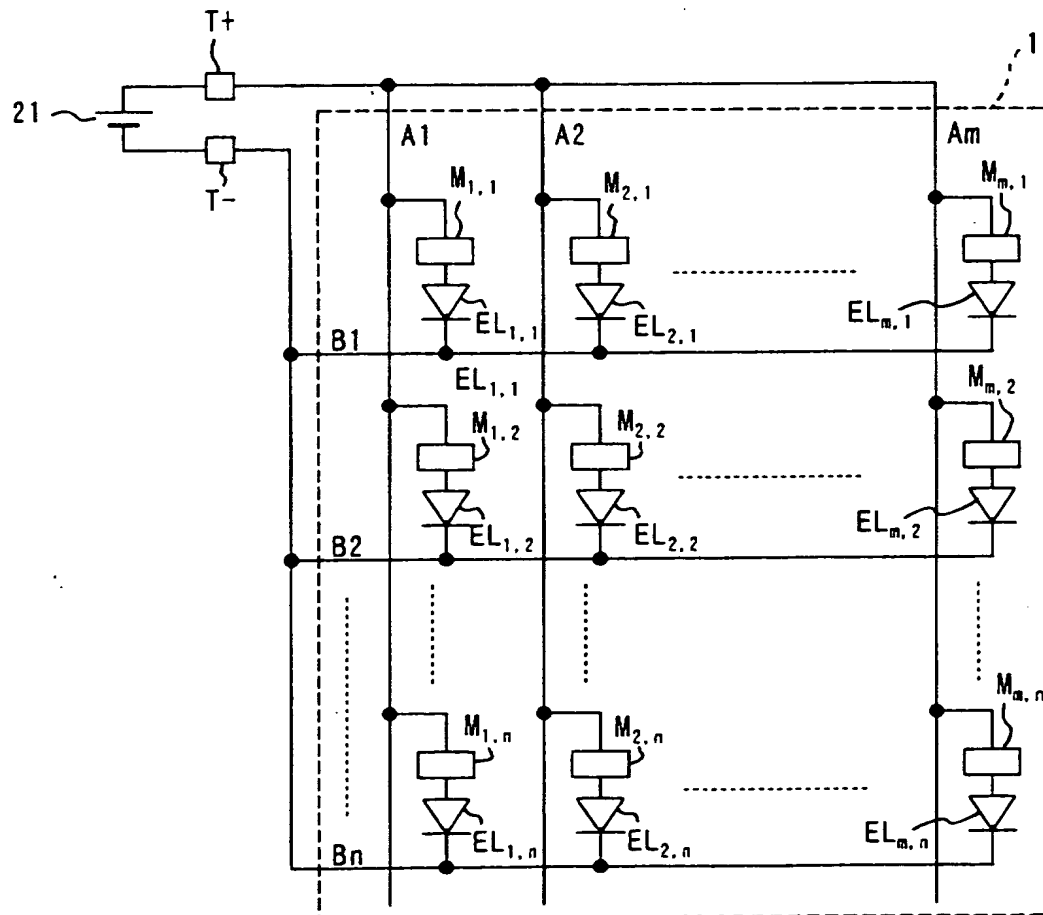 T+
1
21
A1
A2
Am
T-
M1,1
M2,1
Mm,1
EL1,1
EL2,1
ELm,1
B1
EL1,1
Mm,2
M1,2
M2,2
EL1,2
EL2,2
ELm,2
B2
Mm,n
M1,n
M2,n
EL1,n
EL2,n
ELm,n
Bn